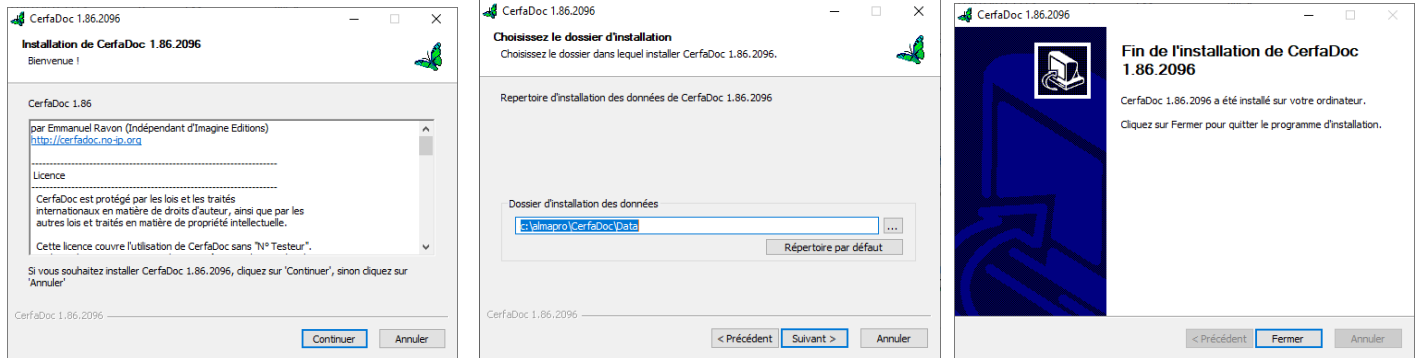 CerfaDoc 1.86.2096
Installation de CerfaDoc 1.86.2096
Bienvenue !
CerfaDoc 1.86
par Emmanuel Ravon (Indépendant d'Imagine Editions)
http://cerfadoc.no-ip.org
-----------------------------------------------------------------
Licence
-----------------------------------------------------------------
CerfaDoc est protégé par les lois et les traités
internationaux en matière de droits d'auteur, ainsi que par les
autres lois et traités en matière de propriété intellectuelle.
Cette licence couvre l'utilisation de CerfaDoc sans "N° Testeur".
Si vous souhaitez installer CerfaDoc 1.86.2096, cliquez sur 'Continuer', sinon cliquez sur
'Annuler'
CerfaDoc 1.86.2096
Continuer
Annuler
CerfaDoc 1.86.2096
Choisissez le dossier d'installation
Choisissez le dossier dans lequel installer CerfaDoc 1.86.2096.
Repertoire d'installation des données de CerfaDoc 1.86.2096
Dossier d'installation des données
c:\almapro\CerfaDoc\Data
...
Répertoire par défaut
CerfaDoc 1.86.2096
< Précédent
Suivant >
Annuler
CerfaDoc 1.86.2096
Fin de l'installation de CerfaDoc
1.86.2096
CerfaDoc 1.86.2096 a été installé sur votre ordinateur.
Cliquez sur Fermer pour quitter le programme d'installation.
< Précédent
Fermer
Annuler